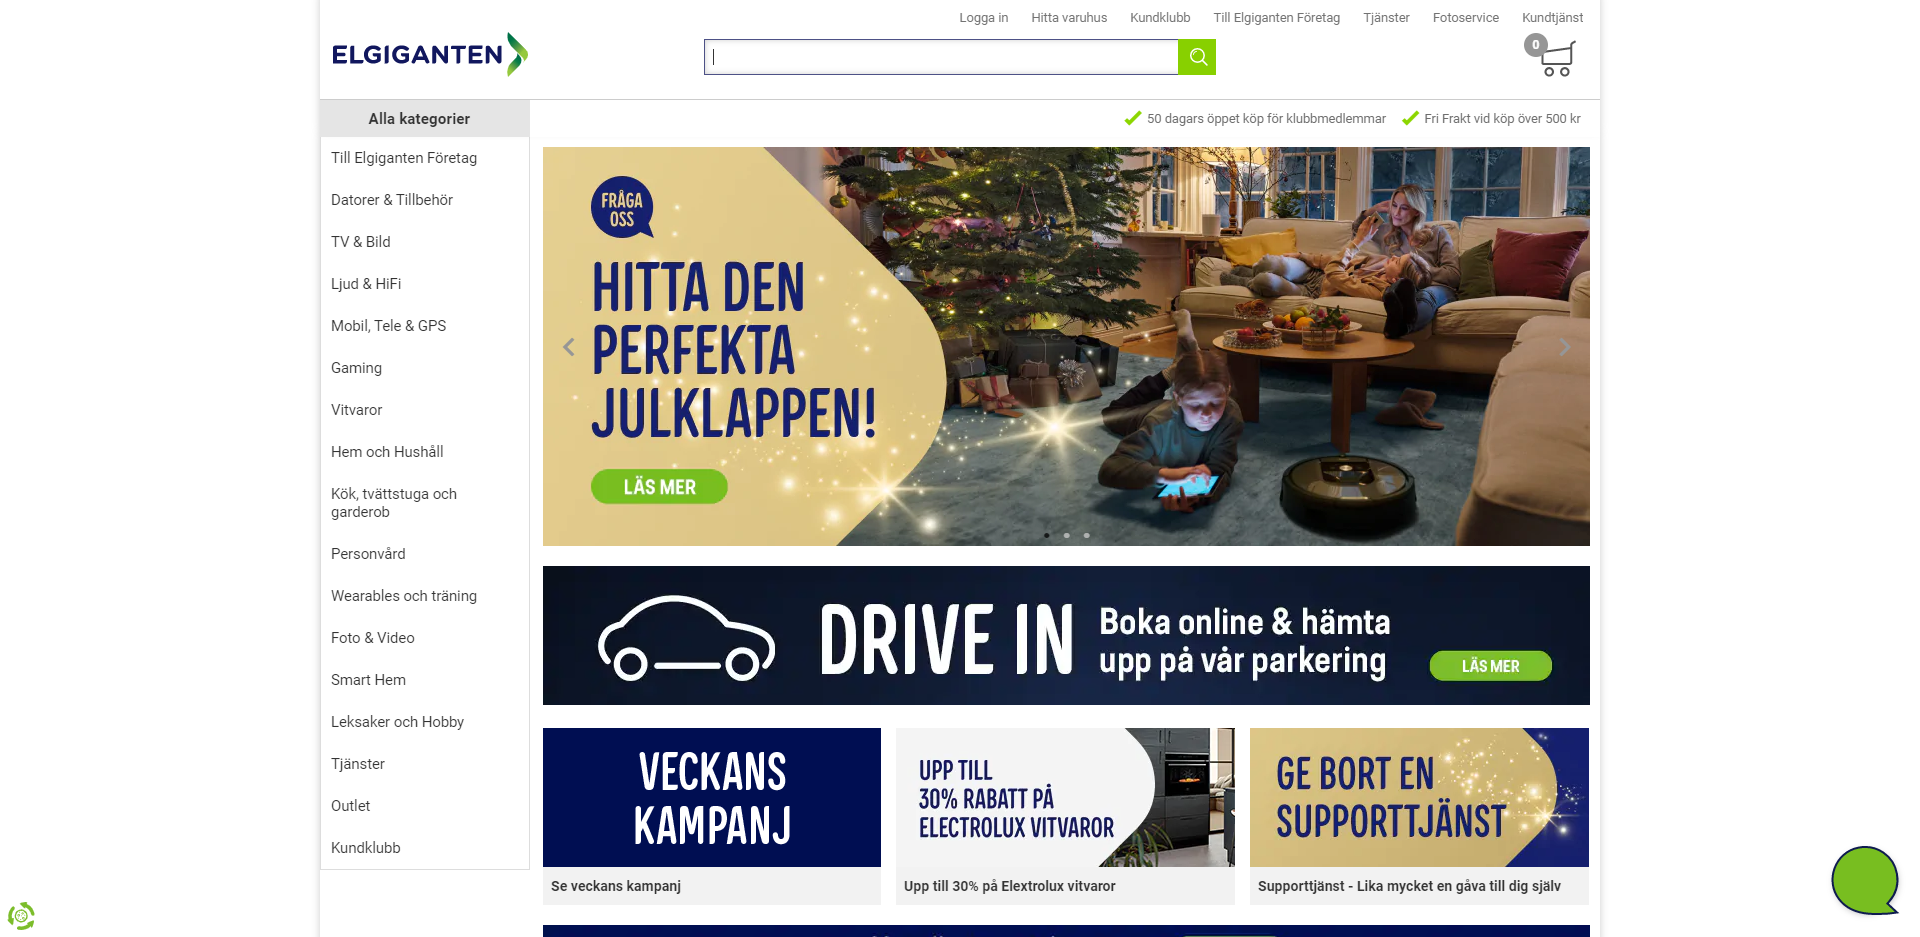 Logga in
Hitta varuhus
Kundklubb
Till Elgiganten Företag
Tjänster
Fotoservice
Kundtjänst
ELGIGANTEN
0
Alla kategorier
50 dagars öppet köp för klubbmedlemmar
Fri Frakt vid köp över 500 kr
Till Elgiganten Företag
Datorer & Tillbehör
TV & Bild
Ljud & HiFi
Mobil, Tele & GPS
Gaming
Vitvaror
Hem och Hushåll
Kök, tvättstuga och
garderob
Personvård
Wearables och träning
Foto & Video
Smart Hem
Leksaker och Hobby
Tjänster
Outlet
Kundklubb
FRÅGA
OSS
HITTA DEN
PERFEKTA
JULKLAPPEN!
LÄS MER
DRIVE IN
Boka online & hämta
upp på vår parkering
LÄS MER
VECKANS
KAMPANJ
Se veckans kampanj
UPP TILL
30% RABATT PÅ
ELECTROLUX VITVAROR
Upp till 30% på Elextrolux vitvaror
GE BORT EN
SUPPORTTJÄNST
Supporttjänst - Lika mycket en gåva till dig själv